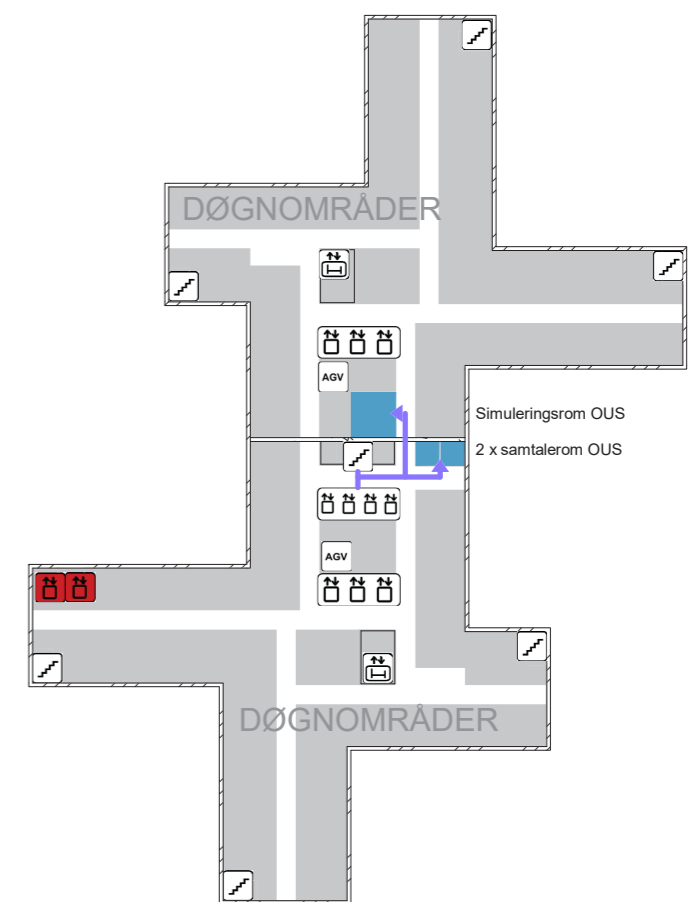 DØGNOMRÅDER
AGV
Simuleringsrom OUS
2 x samtalerom OUS
AGV
DØGNOMRÅDER